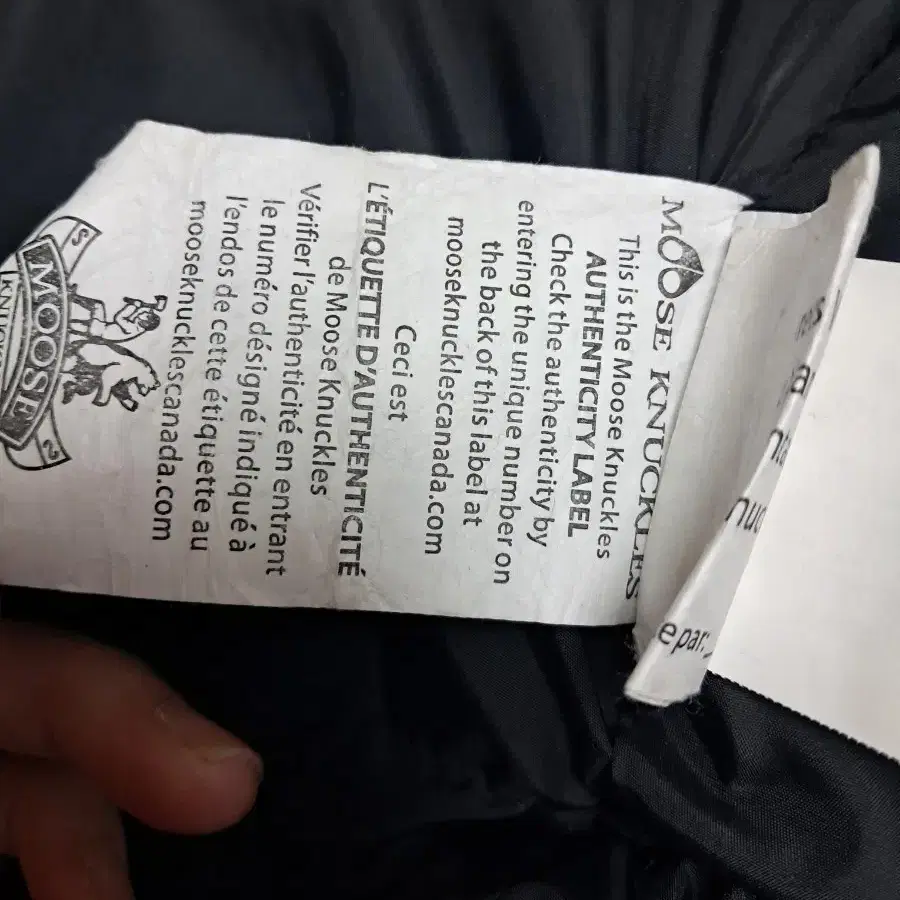 MOOSE KNUCKLES
This is the Moose Knuckles
AUTHENTICITY LABEL
Check the authenticity by
entering the unique number on
the back of this label at
mooseknucklescanada.com
Ceci est
L'ÉTIQUETTE D'AUTHENTICITÉ
de Moose Knuckles
Vérifier l'authenticité en entrant
le numéro désigné indiqué à
l'endos de cette étiquette au
mooseknucklescanada.com
MOOSE
e par: